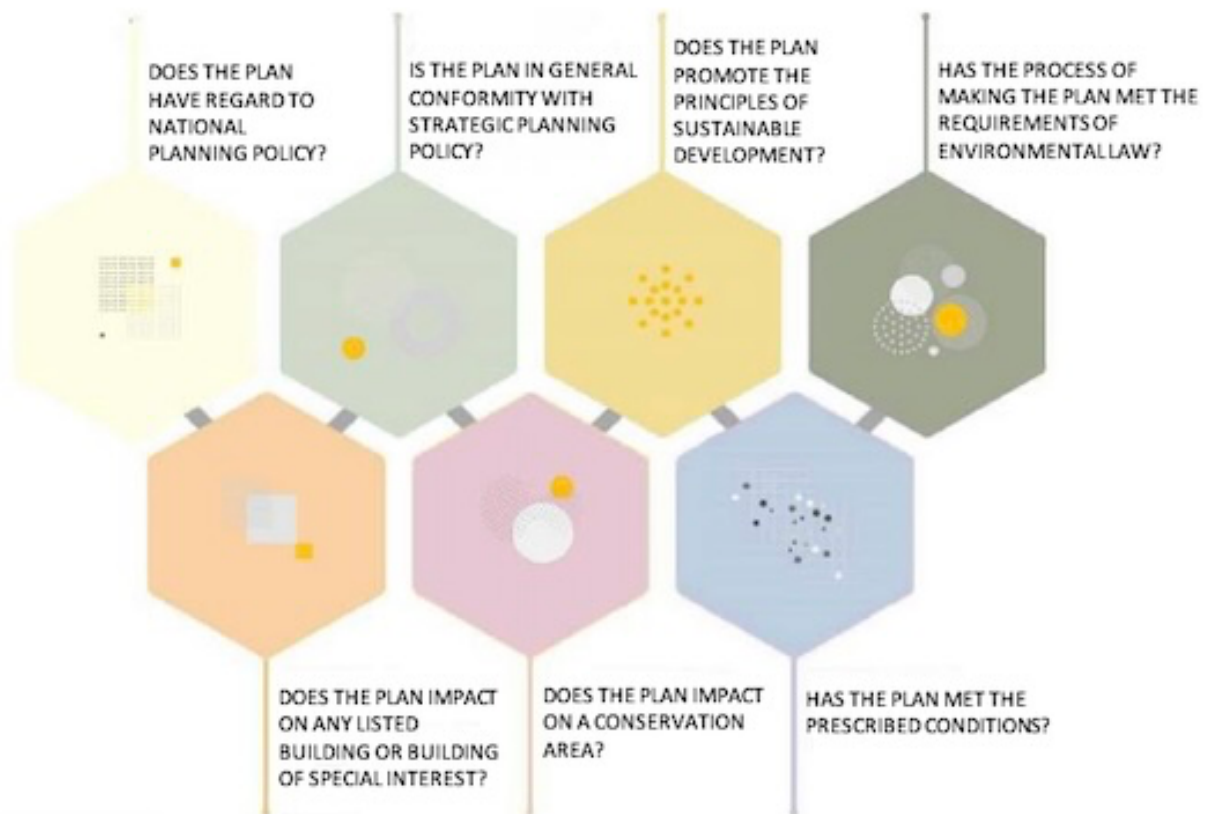 DOES THE PLAN
HAVE REGARD TO
NATIONAL
PLANNING POLICY?
IS THE PLAN IN GENERAL
CONFORMITY WITH
STRATEGIC PLANNING
POLICY?
DOES THE PLAN
PROMOTE THE
PRINCIPLES OF
SUSTAINABLE
DEVELOPMENT?
HAS THE PROCESS OF
MAKING THE PLAN MET THE
REQUIREMENTS OF
ENVIRONMENTAL LAW?
DOES THE PLAN IMPACT
ON ANY LISTED
BUILDING OR BUILDING
OF SPECIAL INTEREST?
DOES THE PLAN IMPACT
ON A CONSERVATION
AREA?
HAS THE PLAN MET THE
PRESCRIBED CONDITIONS?